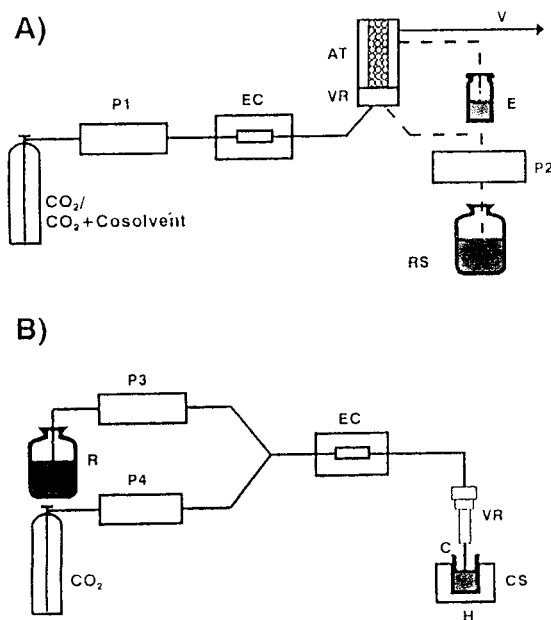 A)
V
AT
VR
E
P1
EC
P2
CO₂/
CO₂+Cosolvent
RS
B)
P3
EC
R
P4
VR
C
CO₂
CS
H